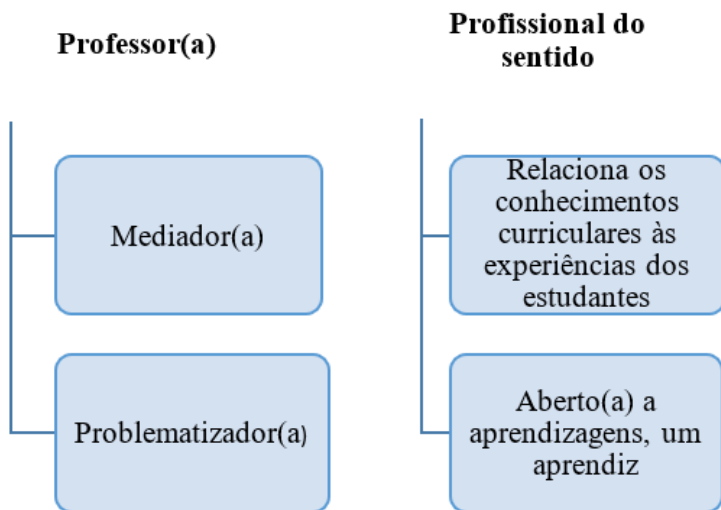 Professor(a)
Mediador(a)
Problematizador(a)
Profissional do
sentido
Relaciona os
conhecimentos
curriculares às
experiências dos
estudantes
Aberto(a) a
aprendizagens, um
aprendiz